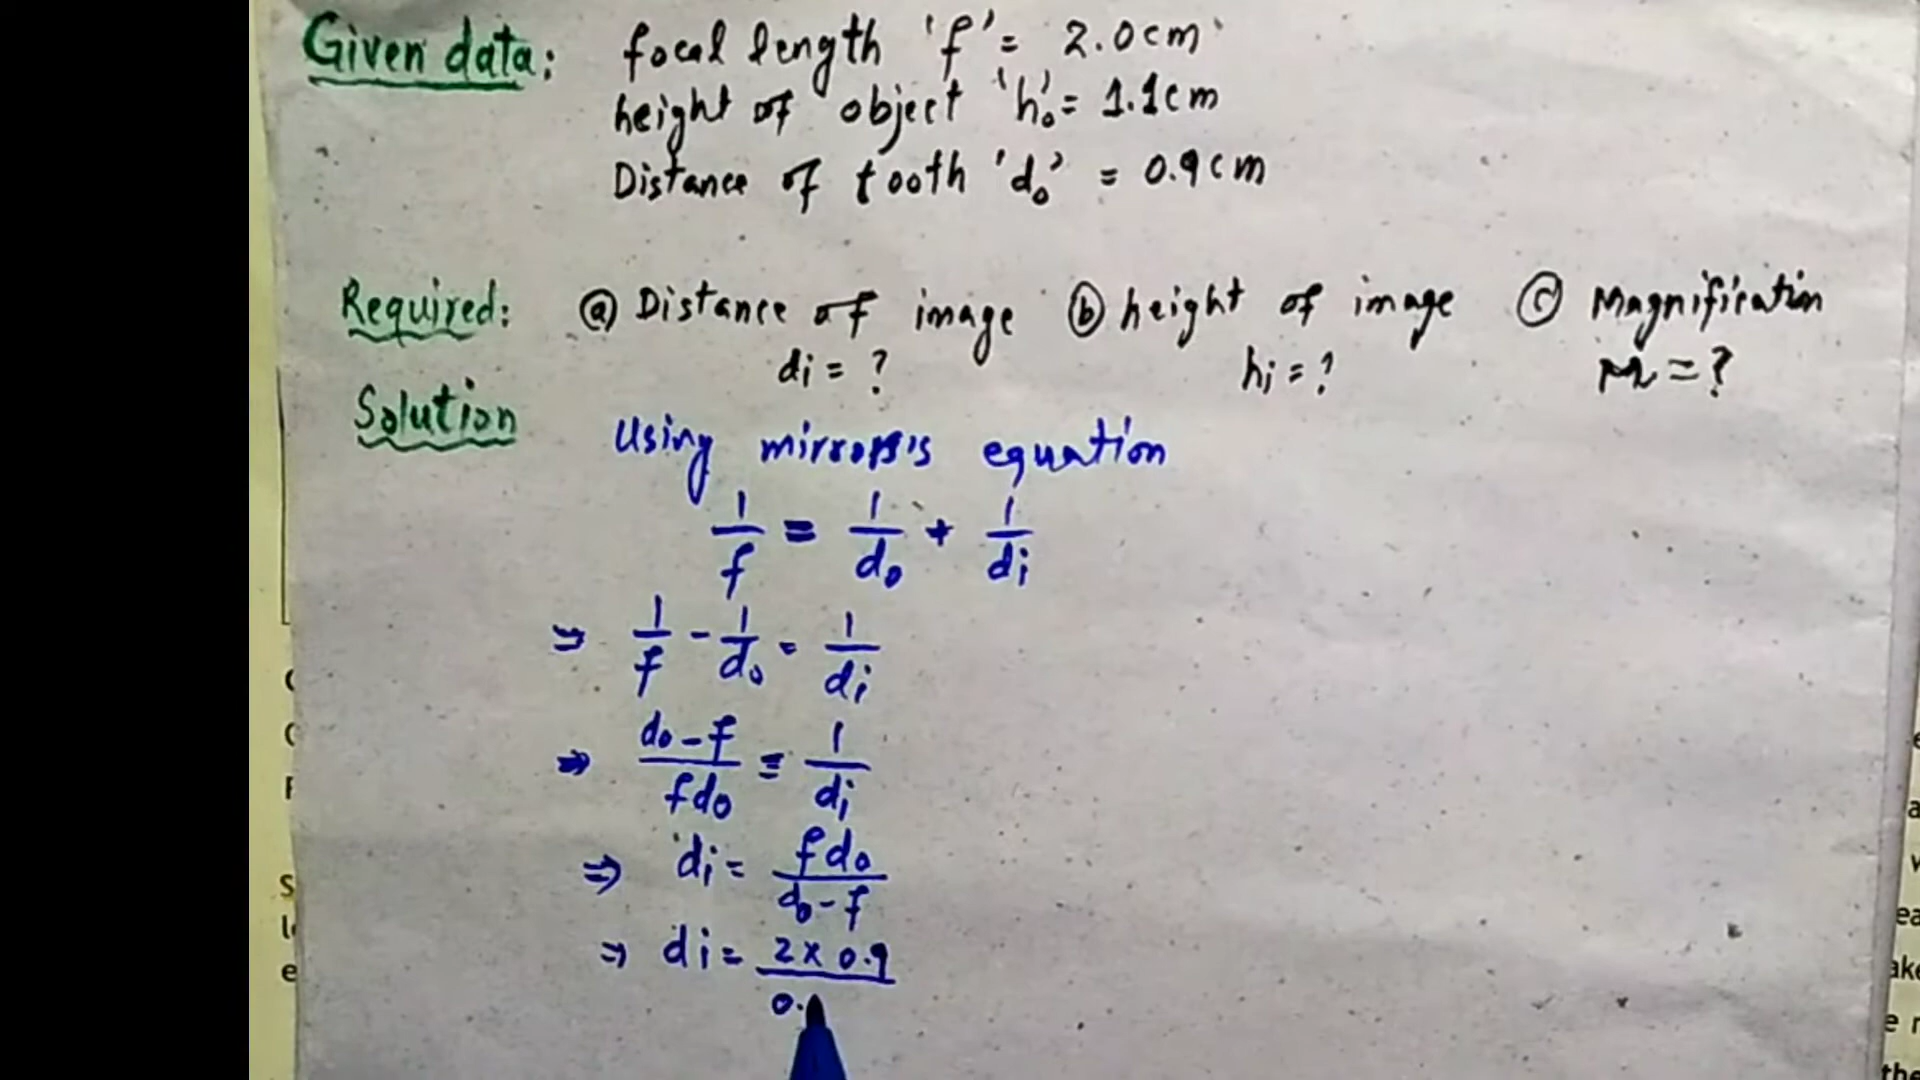 Given data: focal length 'f' = 2.0cm
height of object 'h₀' = 1.1cm
Distance of tooth 'd₀' = 0.9cm
Required: ⓐ Distance of image ⓑ height of image ⓒ Magnification
di = ? hi = ? M = ?
Solution Using mirror's equation
1/f = 1/d₀ + 1/di
⇒ 1/f - 1/d₀ = 1/di
⇒ d₀-f/fd₀ = 1/di
⇒ di = fd₀/d₀-f
⇒ di = 2x0.9/0.